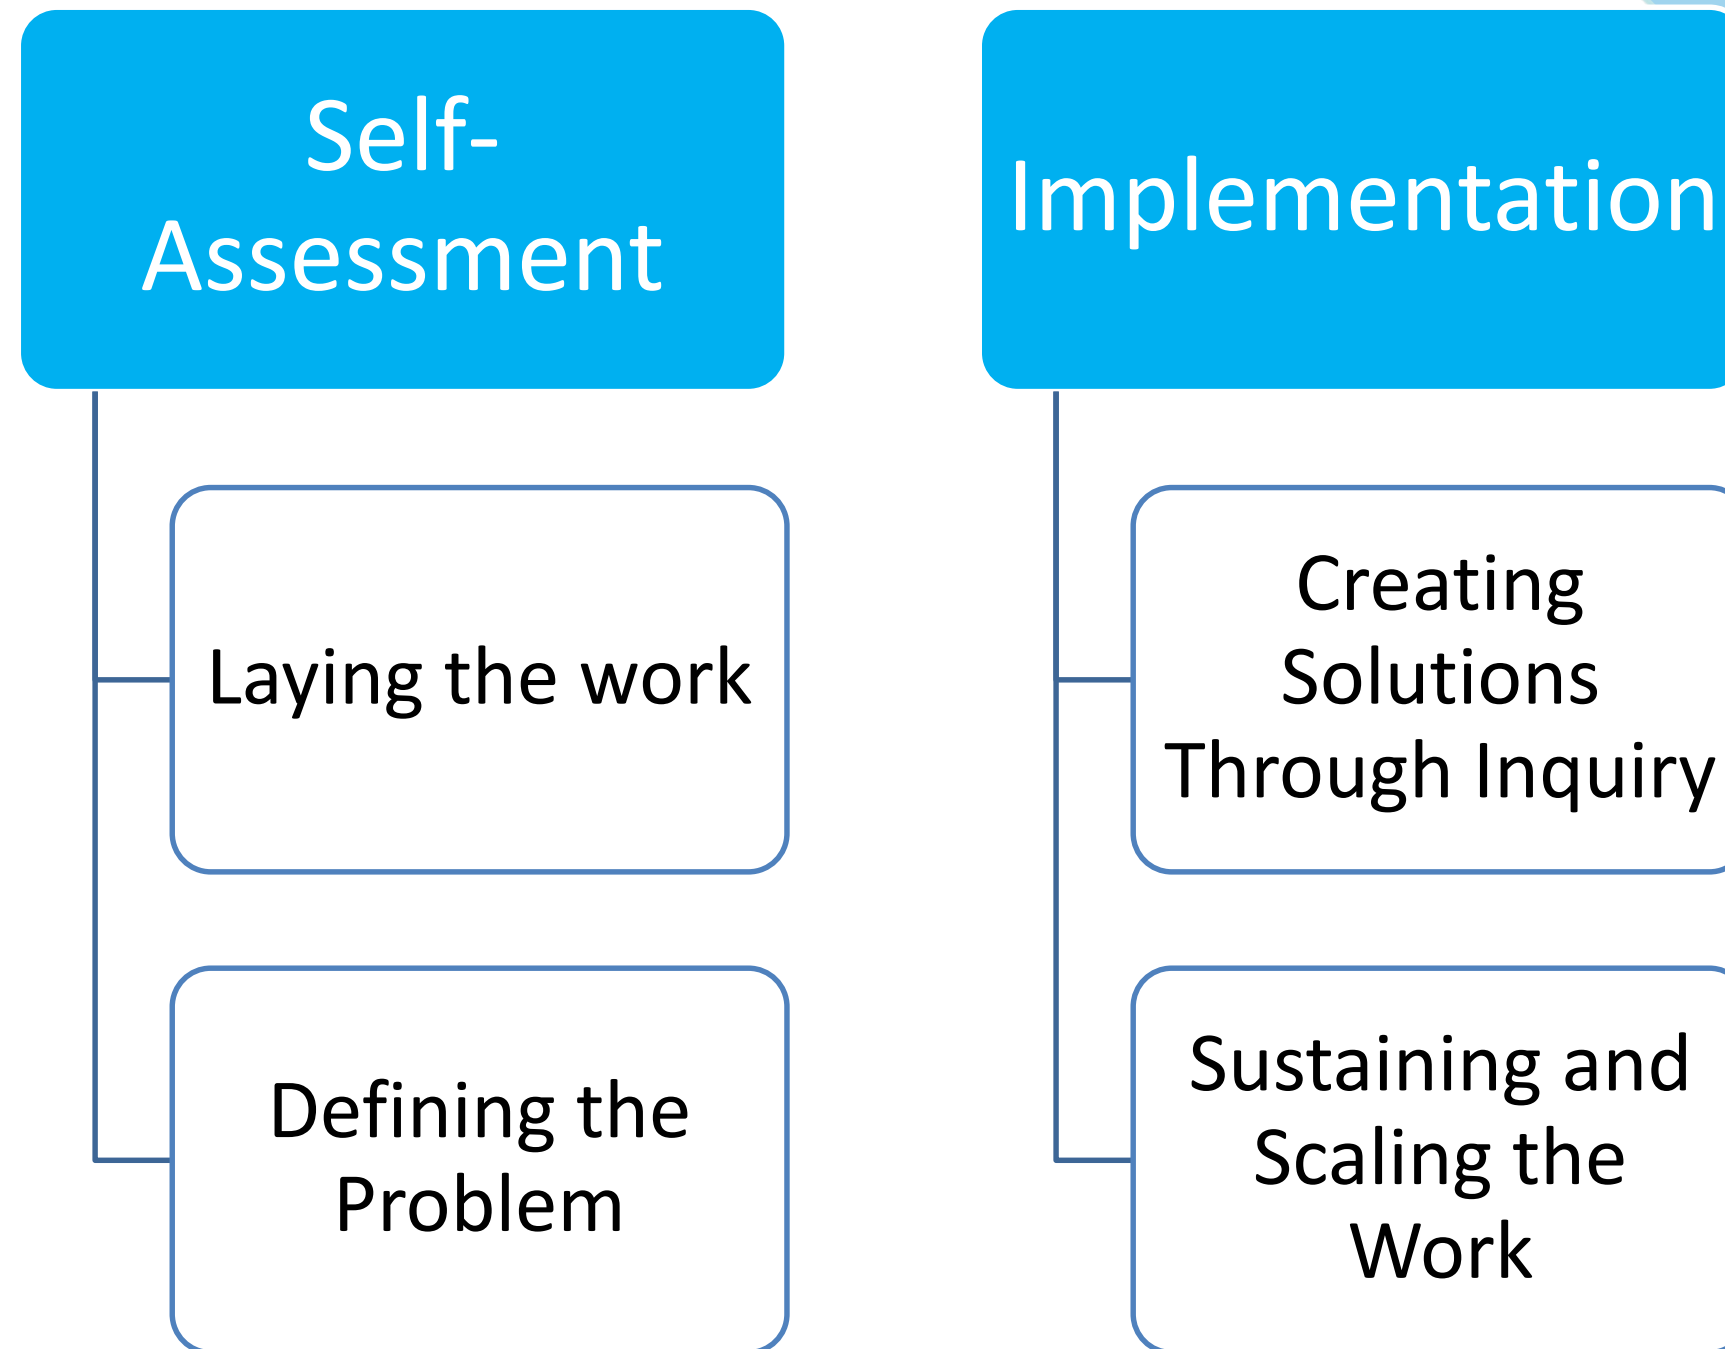 Self-
Assessment
Laying the work
Defining the
Problem
Implementation
Creating
Solutions
Through Inquiry
Sustaining and
Scaling the
Work